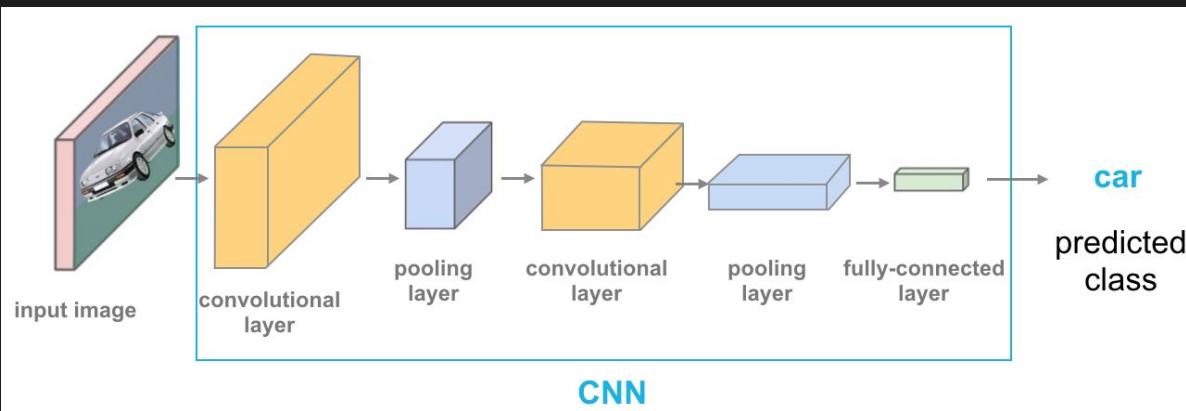 input image
convolutional
layer
pooling
layer
convolutional
layer
pooling
layer
fully-connected
layer
car
predicted
class
CNN